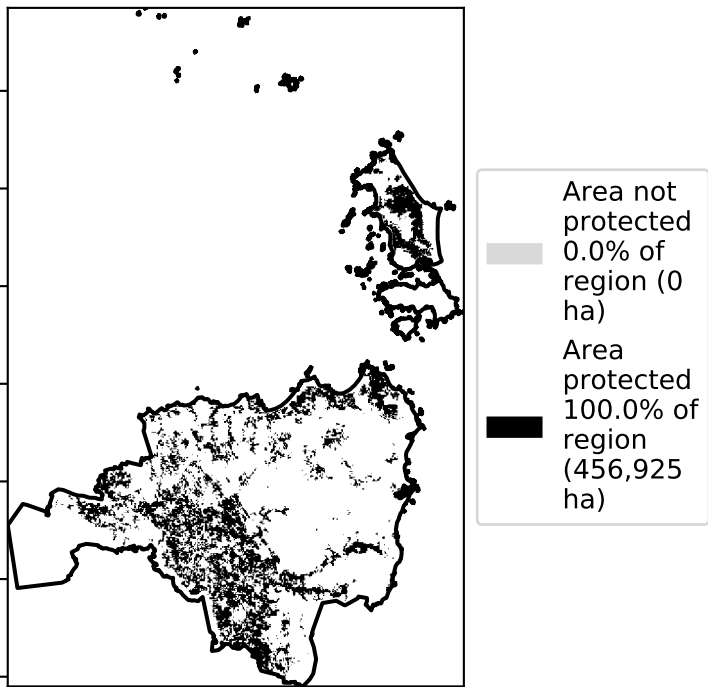 Area not
protected
0.0% of
region (0
ha)
Area
protected
100.0% of
region
(456,925
ha)